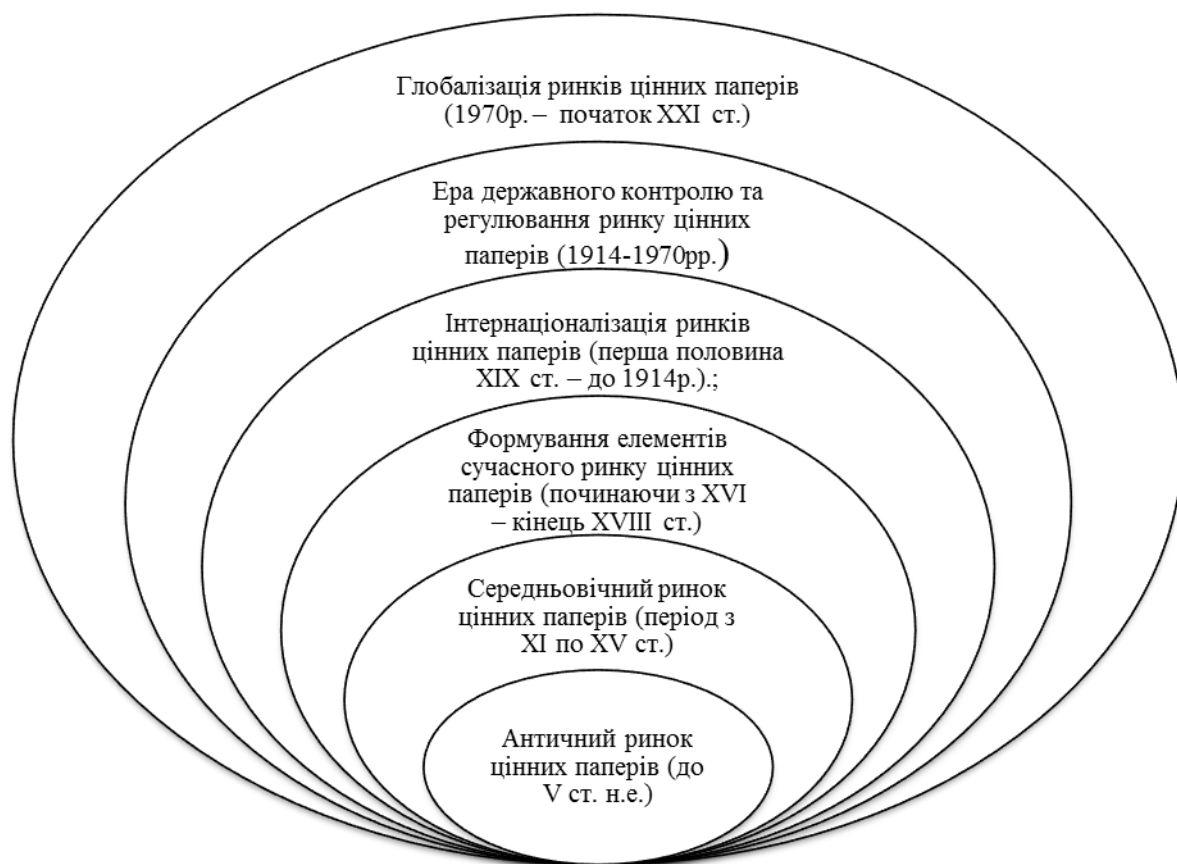 Глобалізація ринків цінних паперів
(1970р. – початок XXI ст.)
Ера державного контролю та
регулювання ринку цінних
паперів (1914-1970рр.)
Інтернаціоналізація ринків
цінних паперів (перша половина
XIX ст. – до 1914р.).;
Формування елементів
сучасного ринку цінних
паперів (починаючи з XVI
– кінець XVIII ст.)
Середньовічний ринок
цінних паперів (період з
XI по XV ст.)
Античний ринок
цінних паперів (до
V ст. н.е.)